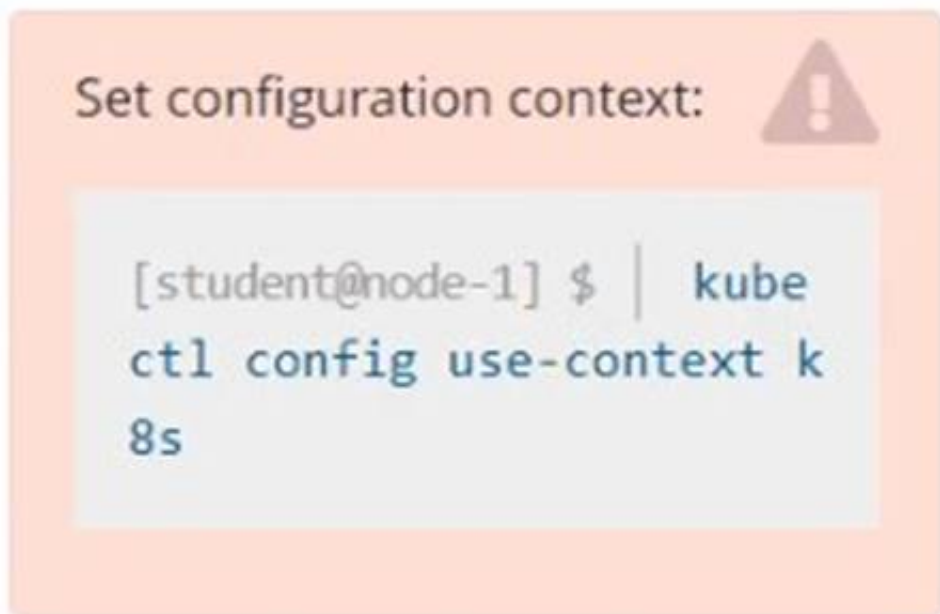 Set configuration context:
[student@node-1] $ | kube
ctl config use-context k
8s